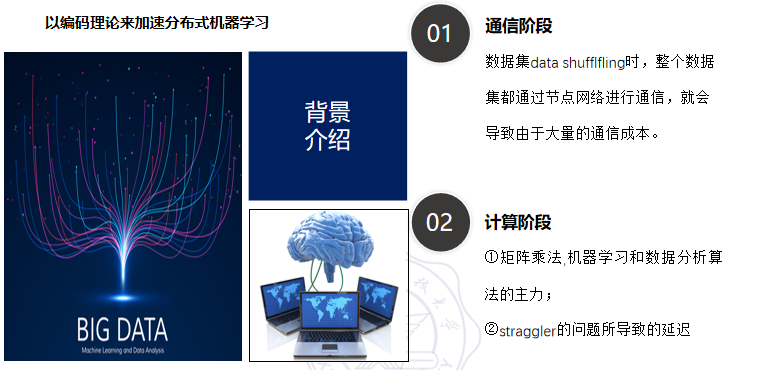 以编码理论来加速分布式机器学习
BIG DATA
Machine Learning and Data Analysis
背景
介绍
01
通信阶段
数据集data shufflfling时，整个数据
集都通过节点网络进行通信，就会
导致由于大量的通信成本。
02
计算阶段
①矩阵乘法,机器学习和数据分析算
法的主力；
②straggler的问题所导致的延迟